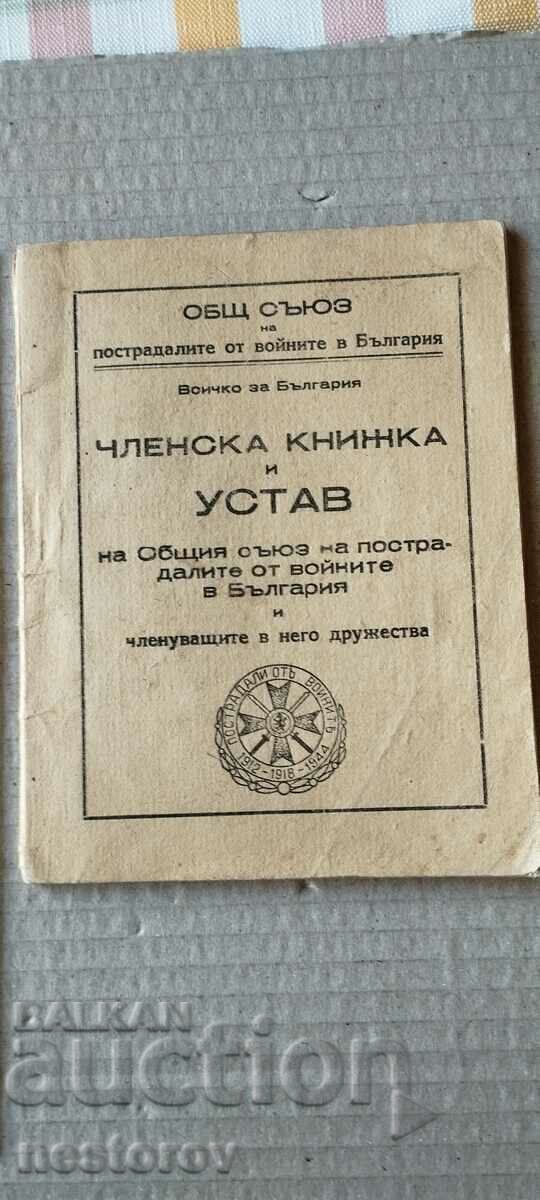 ОБЩ СЪЮЗ
на
пострадалите от войните в България
Всичко за България
ЧЛЕНСКА КНИЖКА
и
УСТАВ
на Общия съюз на постра-
далите от войните
в България
и
членуващите в него дружества
ПОСТРАДАЛИ ОТЪ ВОЙНИТѢ
1912-1918-1944
BALKAN
auction
nestorov